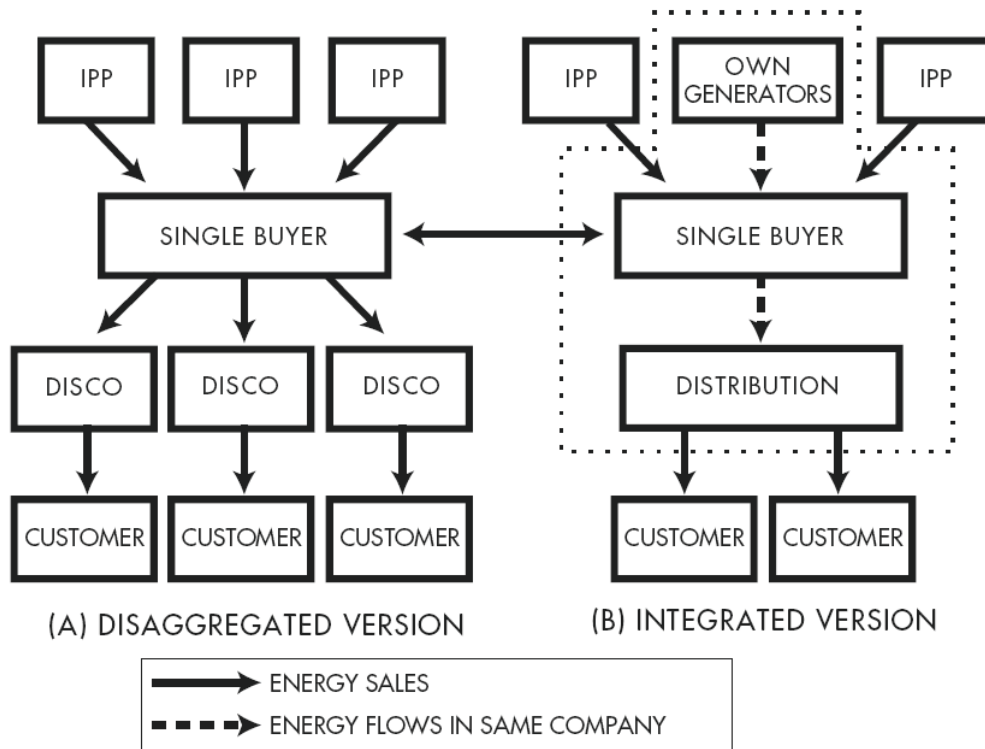 IPP
IPP
IPP
SINGLE BUYER
DISCO
DISCO
DISCO
CUSTOMER
CUSTOMER
CUSTOMER
(A) DISAGGREGATED VERSION
IPP
OWN
GENERATORS
IPP
SINGLE BUYER
DISTRIBUTION
CUSTOMER
CUSTOMER
(B) INTEGRATED VERSION
ENERGY SALES
ENERGY FLOWS IN SAME COMPANY